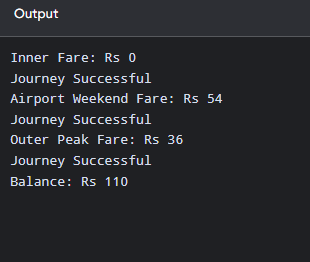 Output
Inner Fare: Rs 0
Journey Successful
Airport Weekend Fare: Rs 54
Journey Successful
Outer Peak Fare: Rs 36
Journey Successful
Balance: Rs 110